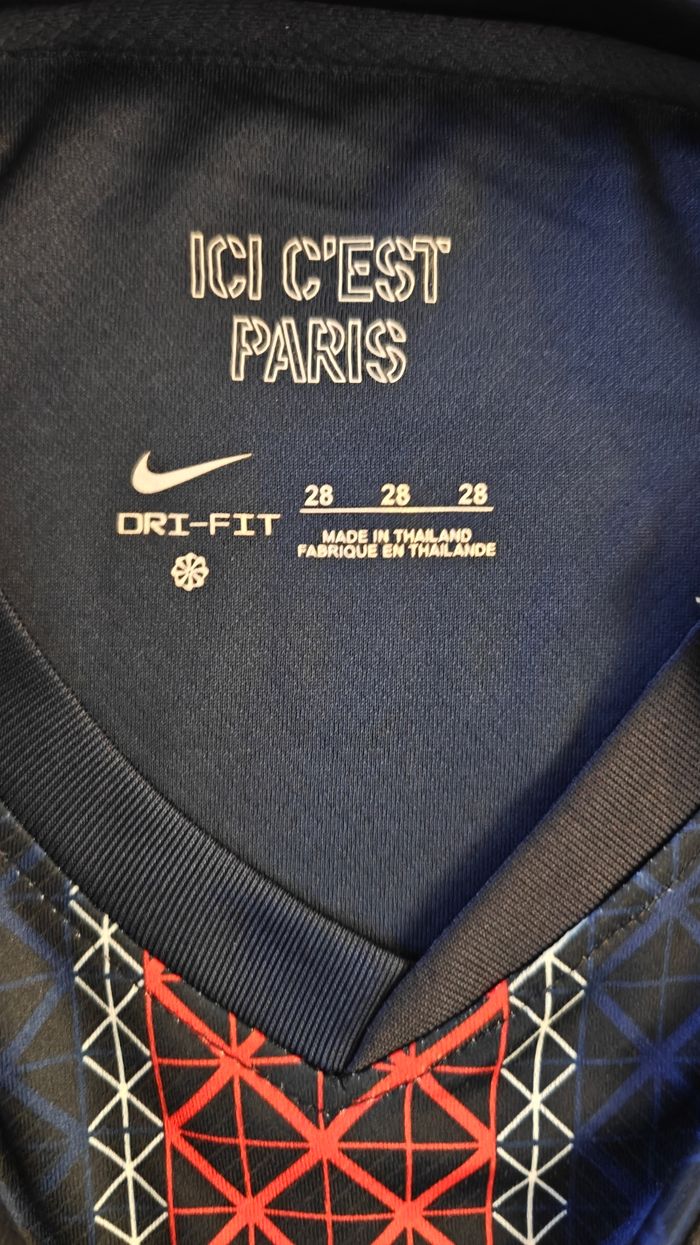 ICI C'EST
PARIS
DRI-FIT
28 28 28
MADE IN THAILAND
FABRIQUE EN THAILANDE